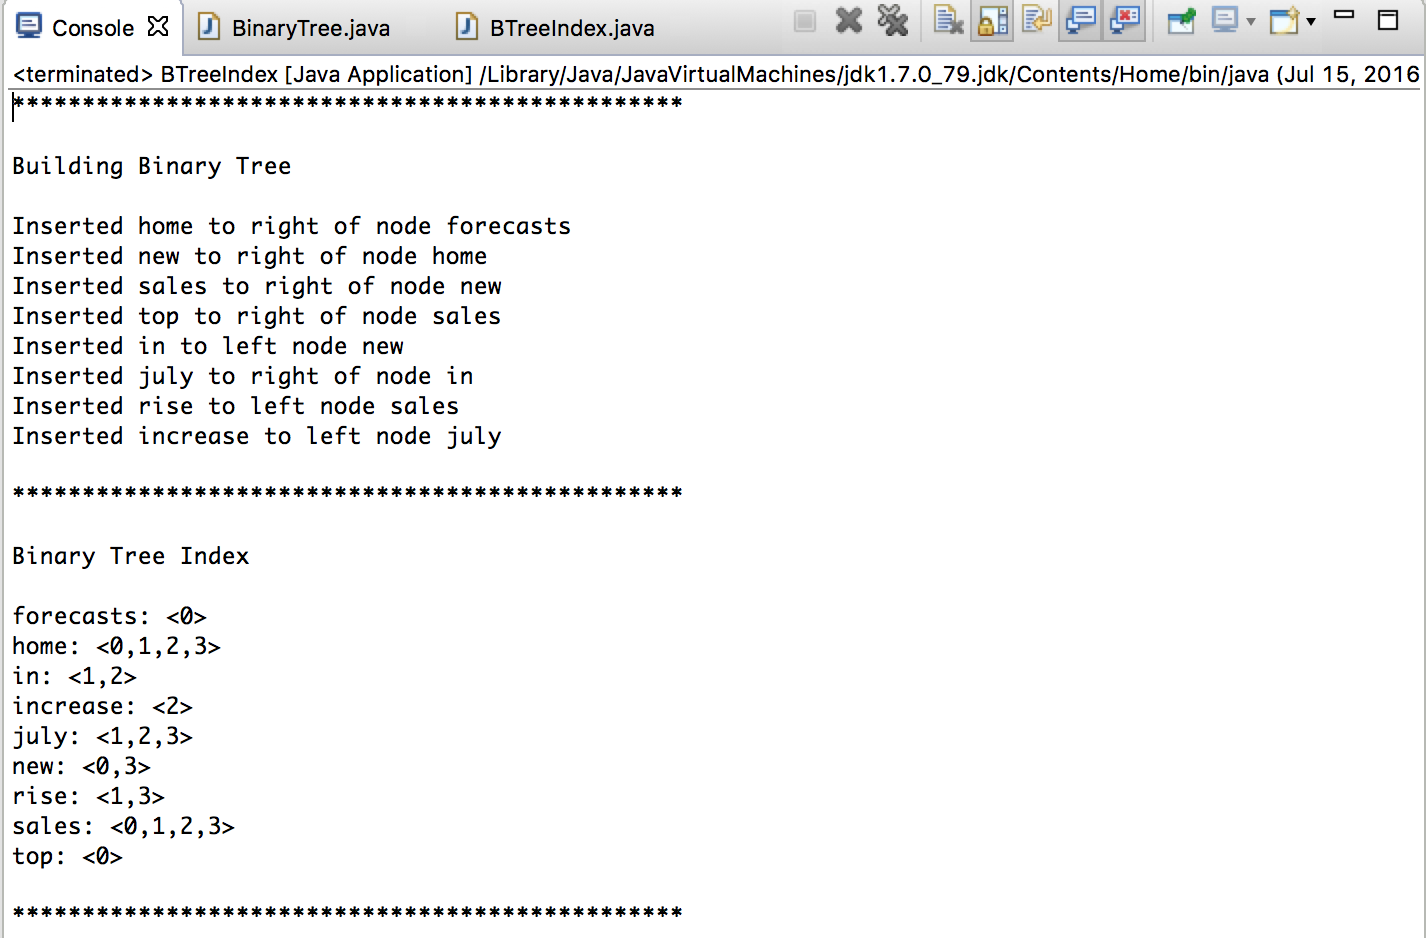 Console BinaryTree.java BTreeIndex.java
<terminated> BTreeIndex [Java Application] /Library/Java/JavaVirtualMachines/jdk1.7.0_79.jdk/Contents/Home/bin/java (Jul 15, 2016
************************************************
Building Binary Tree
Inserted home to right of node forecasts
Inserted new to right of node home
Inserted sales to right of node new
Inserted top to right of node sales
Inserted in to left node new
Inserted july to right of node in
Inserted rise to left node sales
Inserted increase to left node july
************************************************
Binary Tree Index
forecasts: <0>
home: <0,1,2,3>
in: <1,2>
increase: <2>
july: <1,2,3>
new: <0,3>
rise: <1,3>
sales: <0,1,2,3>
top: <0>
************************************************